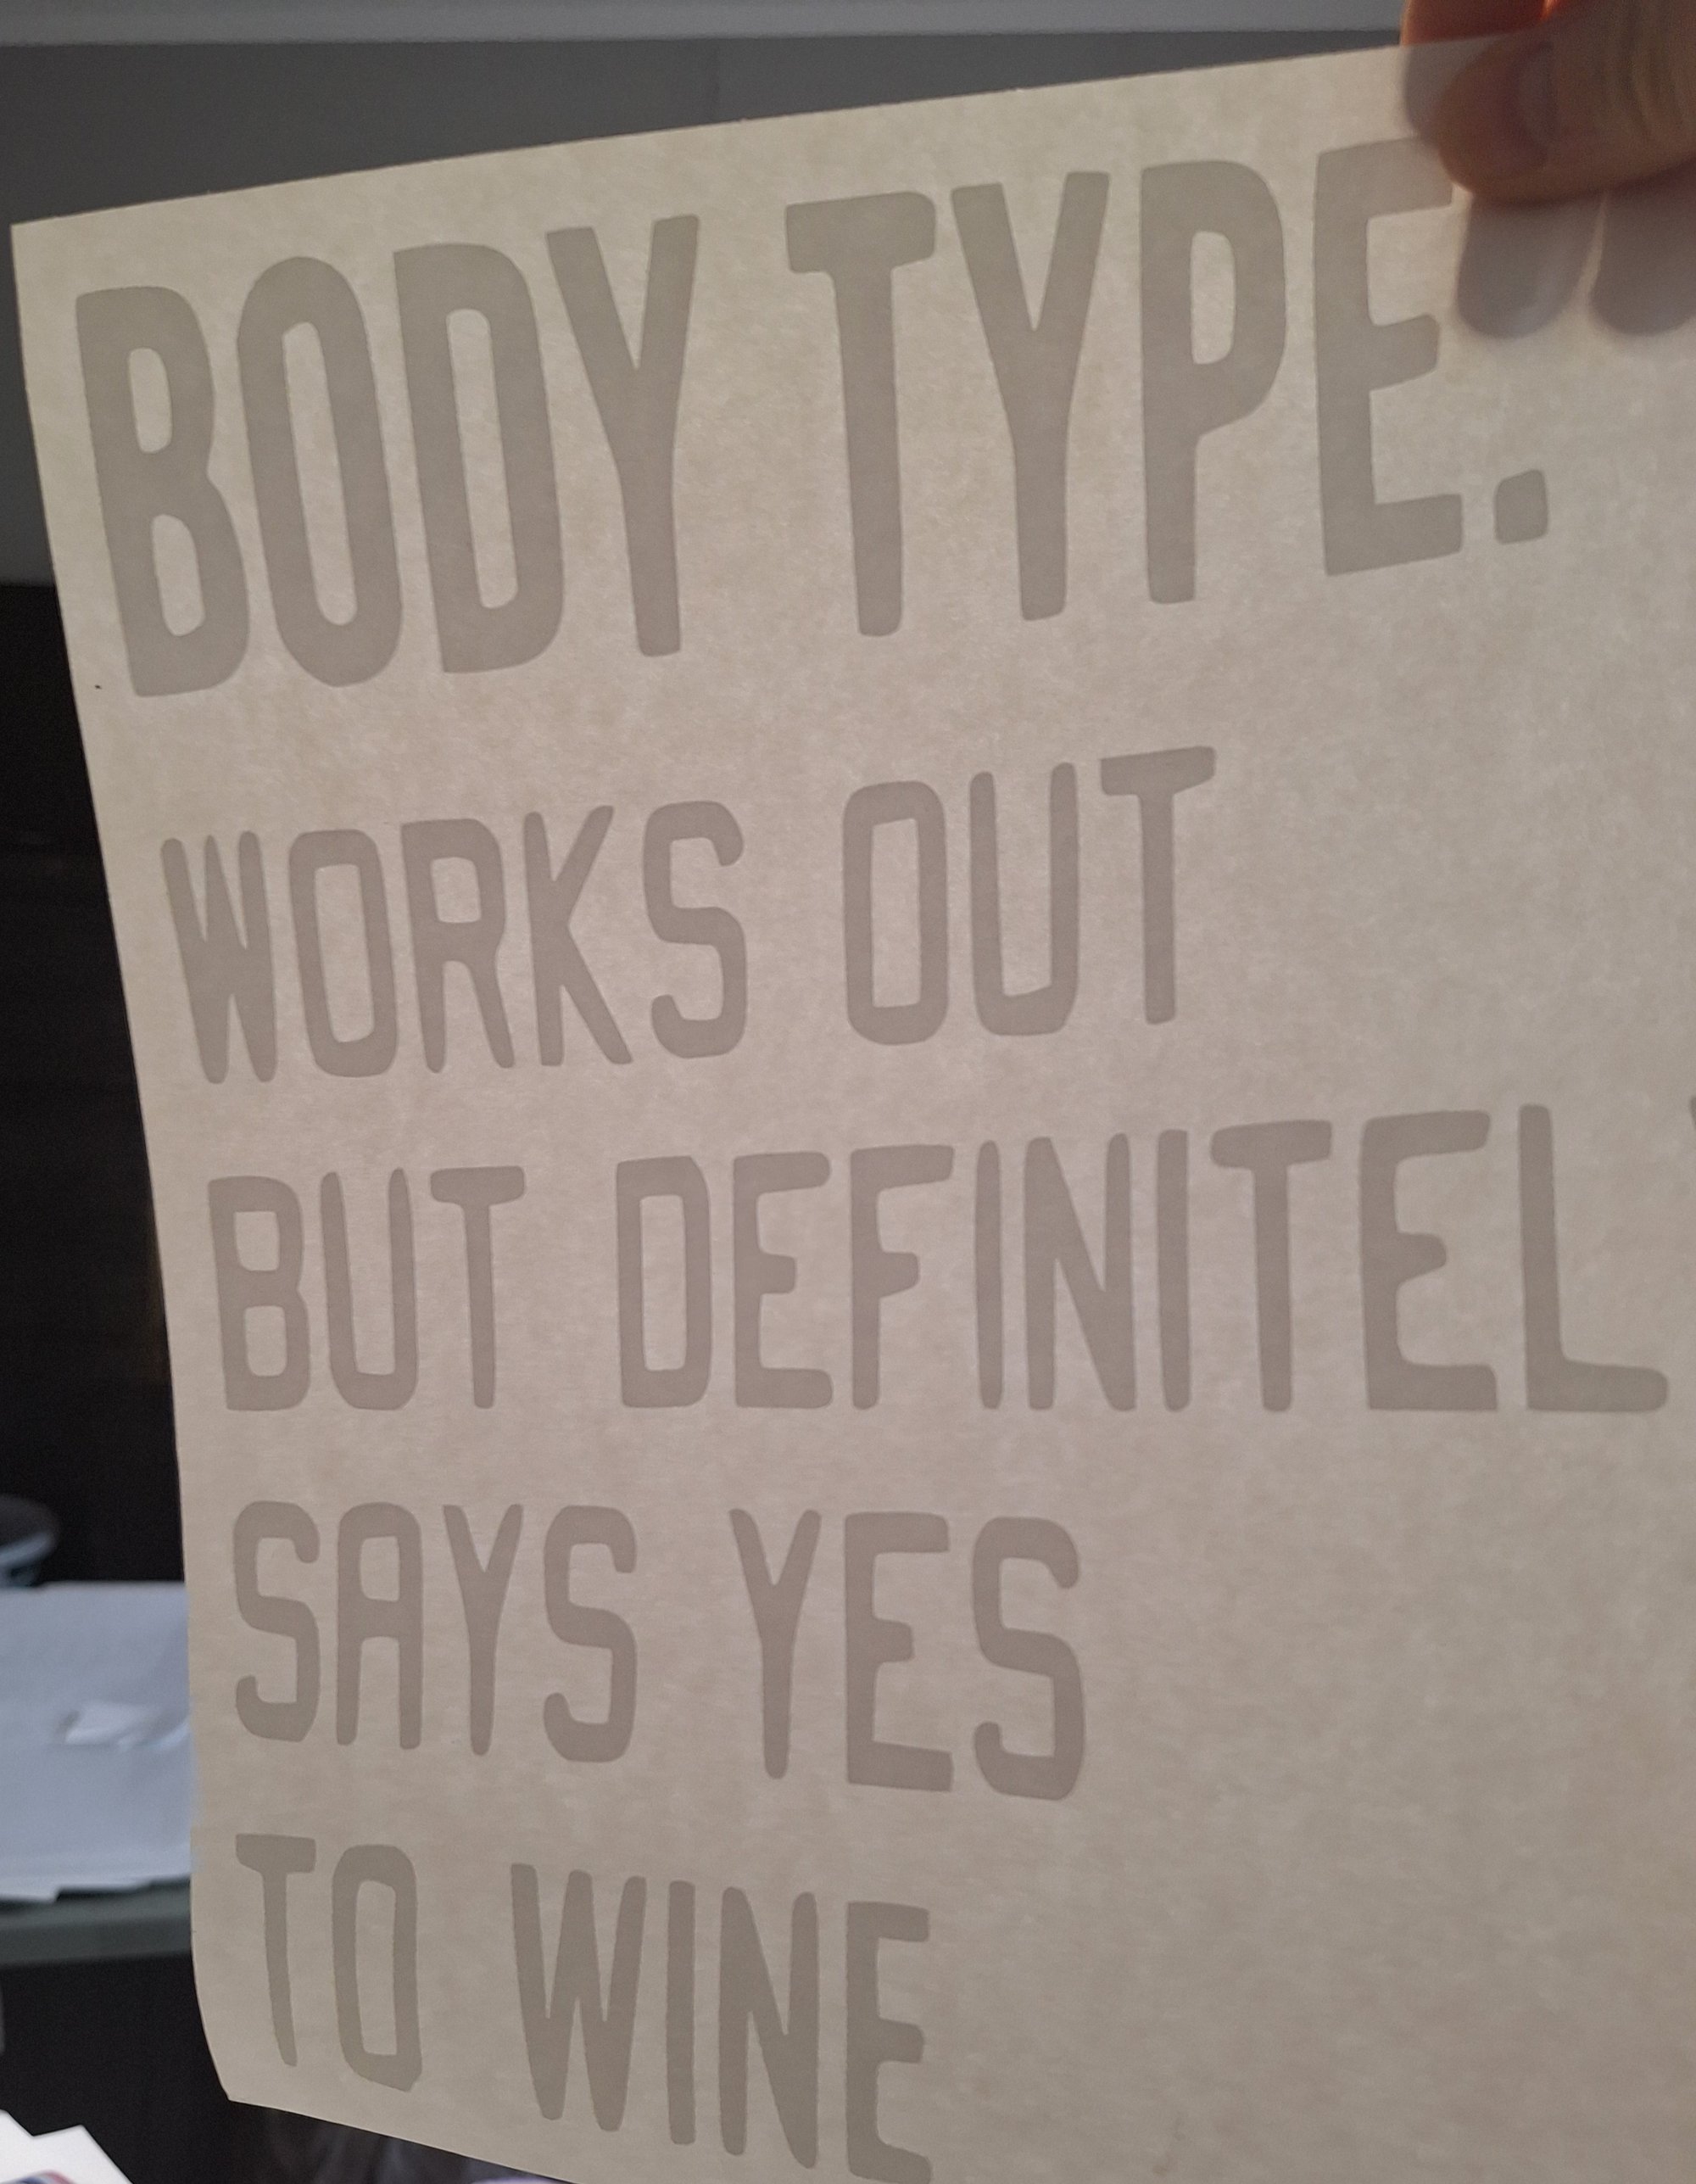 BODY TYPE.
WORKS OUT
BUT DEFINITEL
SAYS YES
TO WINE